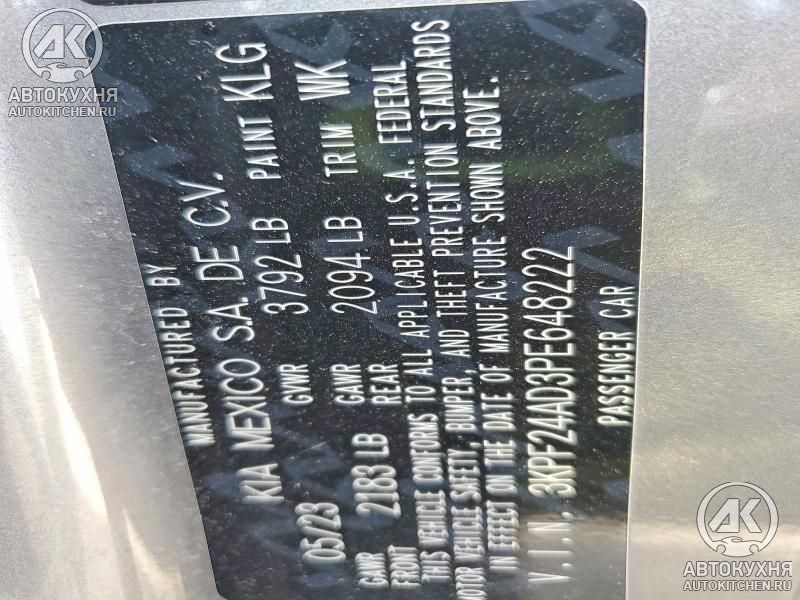 MANUFACTURED BY
KIA MEXICO S.A. DE C.V.
05/23 GVWR 3792 LB PAINT KLG
GAWR FRONT 2183 LB GAWR REAR 2094 LB TRIM WK
THIS VEHICLE CONFORMS TO ALL APPLICABLE U.S.A. FEDERAL
MOTOR VEHICLE SAFETY, BUMPER, AND THEFT PREVENTION STANDARDS
IN EFFECT ON THE DATE OF MANUFACTURE SHOWN ABOVE.
V.I.N. 3KPF24AD3PE648222
PASSENGER CAR
АК
АВТОКУХНЯ
AUTOKITCHEN.RU
АК
АВТОКУХНЯ
AUTOKITCHEN.RU